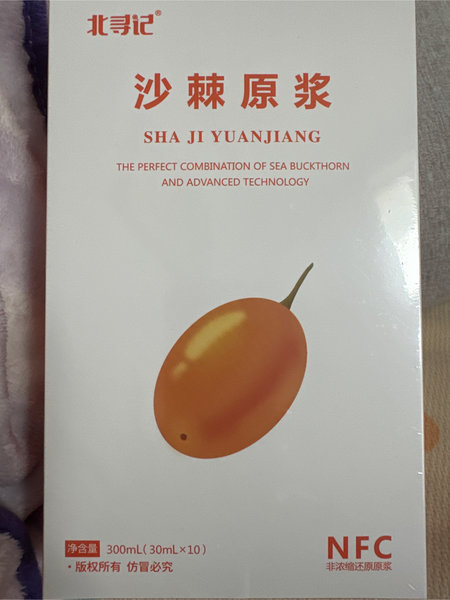 北寻记®
沙棘原浆
SHA JI YUANJIANG
THE PERFECT COMBINATION OF SEA BUCKTHORN
AND ADVANCED TECHNOLOGY
净含量 300mL(30mL×10)
·版权所有 仿冒必究
NFC
非浓缩还原原浆